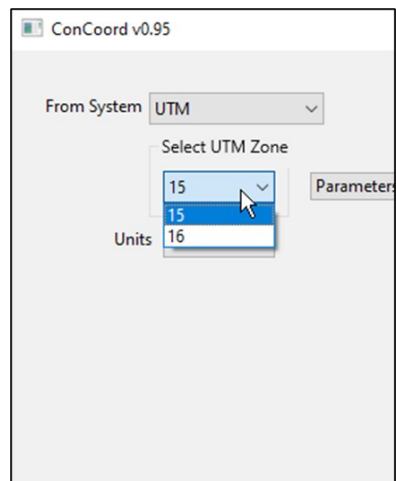 ConCoord v0.95
From System UTM
Select UTM Zone
15
Parameters
15
Units 16